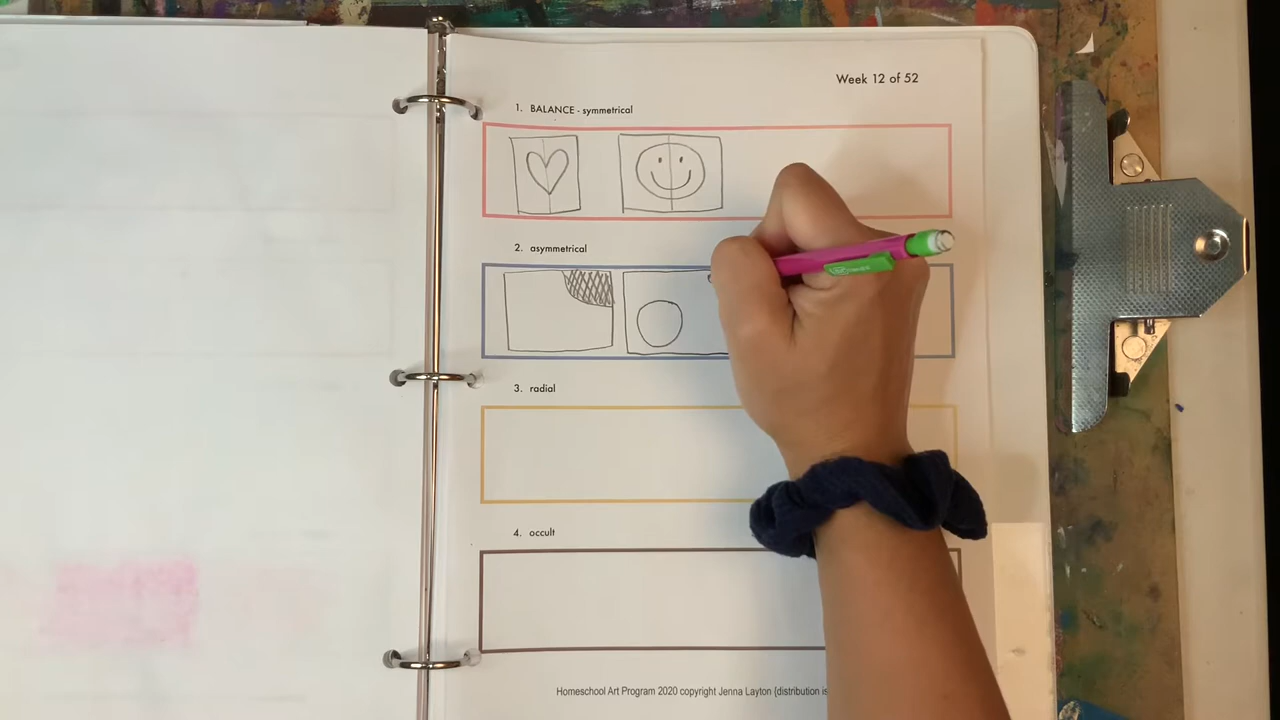 Week 12 of 52
1. BALANCE - symmetrical
2. asymmetrical
3. radial
4. occult
Homeschool Art Program 2020 copyright Jenna Layton {distribution is